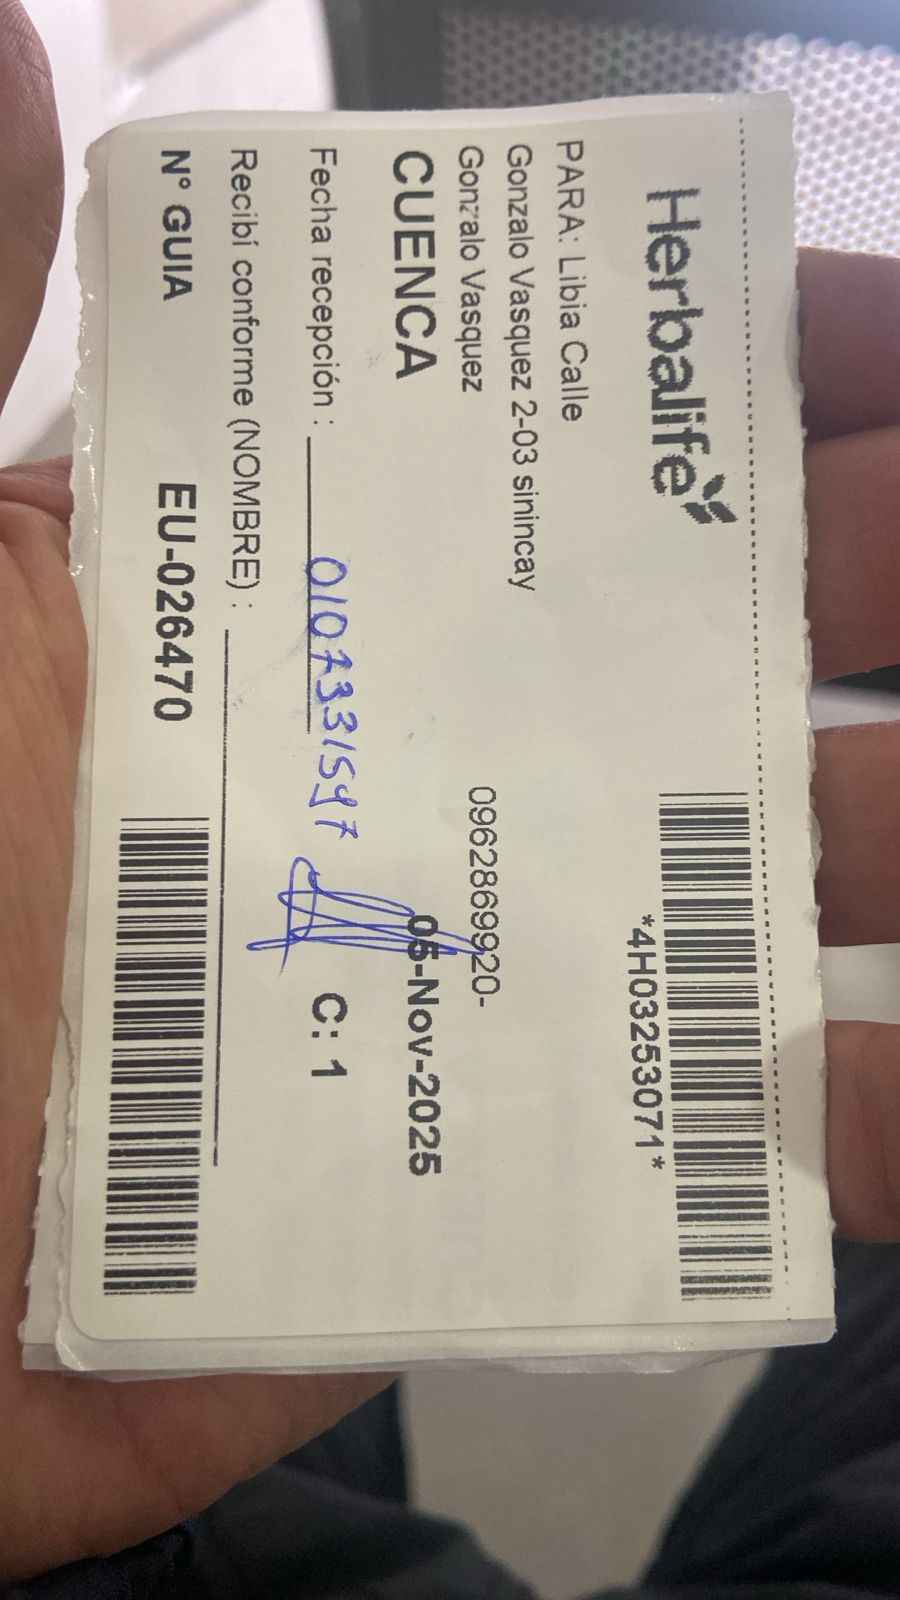 Herbalife
*4H03253071*
PARA: Libia Calle
Gonzalo Vasquez 2-03 sinincay
Gonzalo Vasquez
0962869920-
CUENCA
05-Nov-2025
Fecha recepción :
0107331597
C: 1
Recibí conforme (NOMBRE) :
N° GUIA
EU-026470